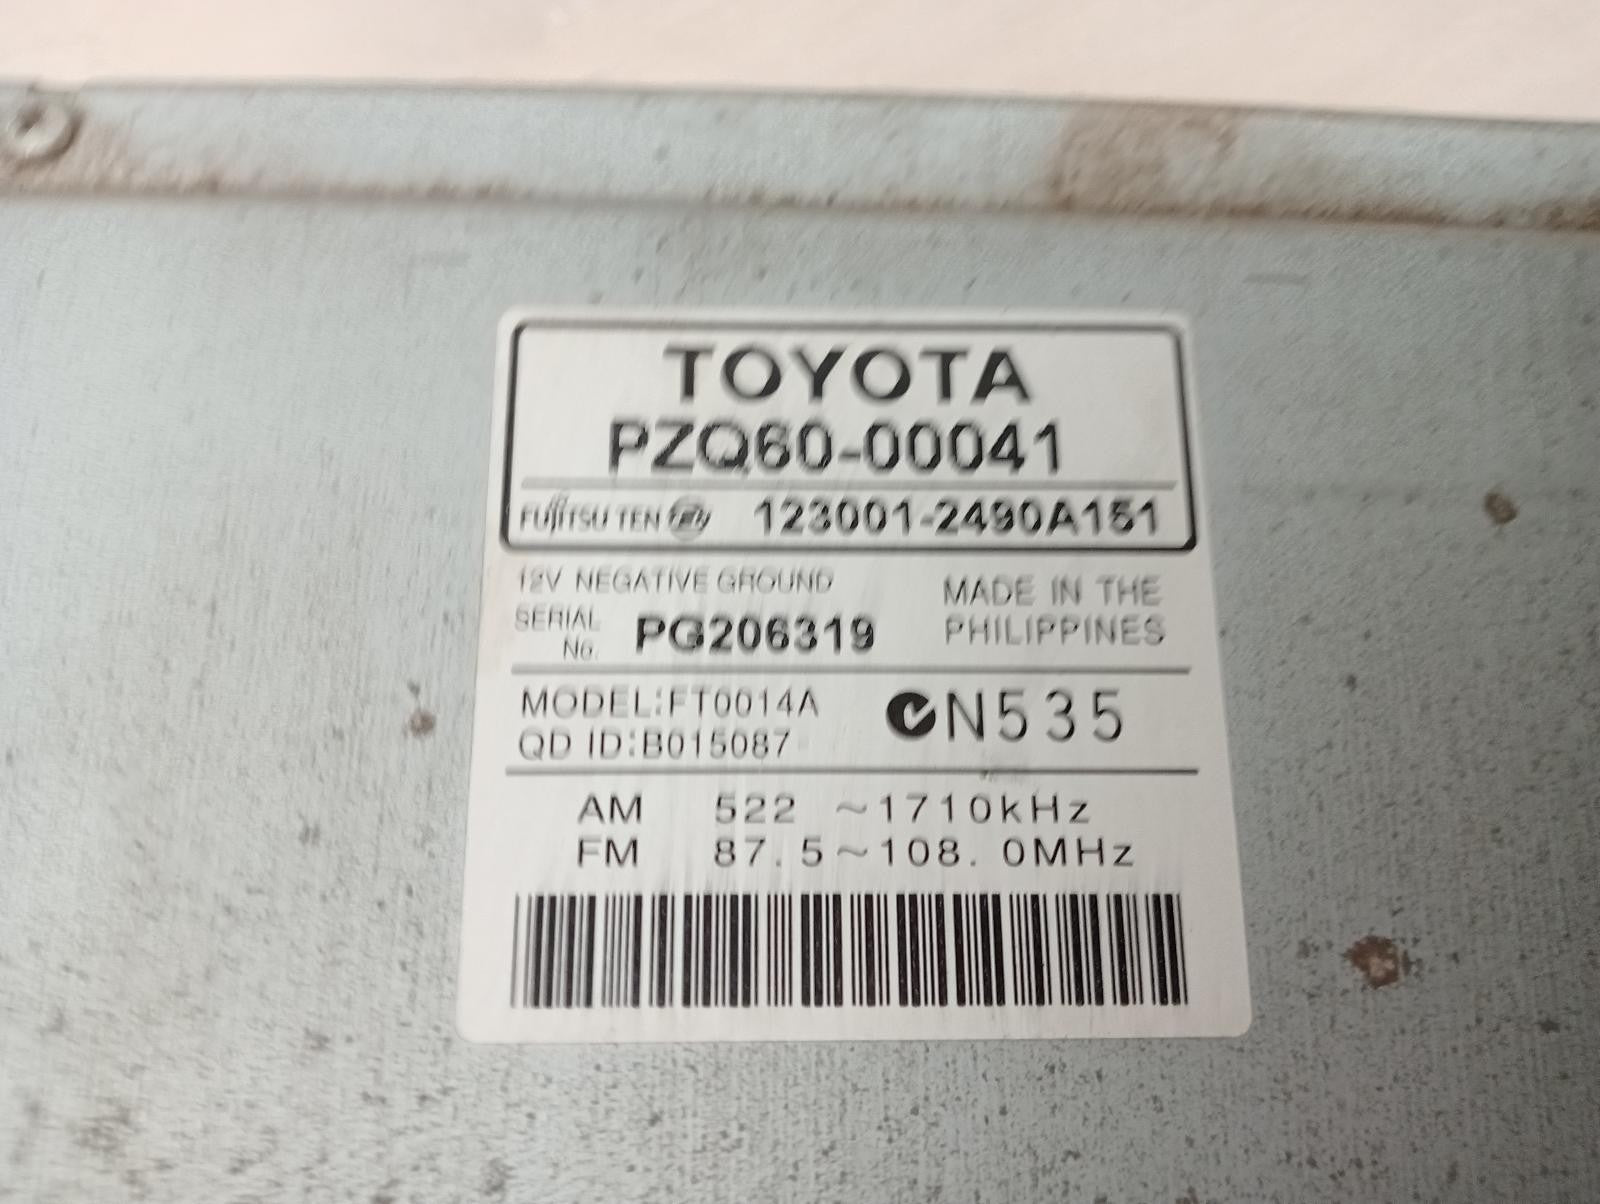 TOYOTA
PZQ60-00041
FUJITSU TEN 123001-2490A151
12V NEGATIVE GROUND
SERIAL No. PG206319
MADE IN THE
PHILIPPINES
MODEL:FT0014A
QD ID:B015087
N535
AM 522 ~1710kHz
FM 87.5~108.0MHz